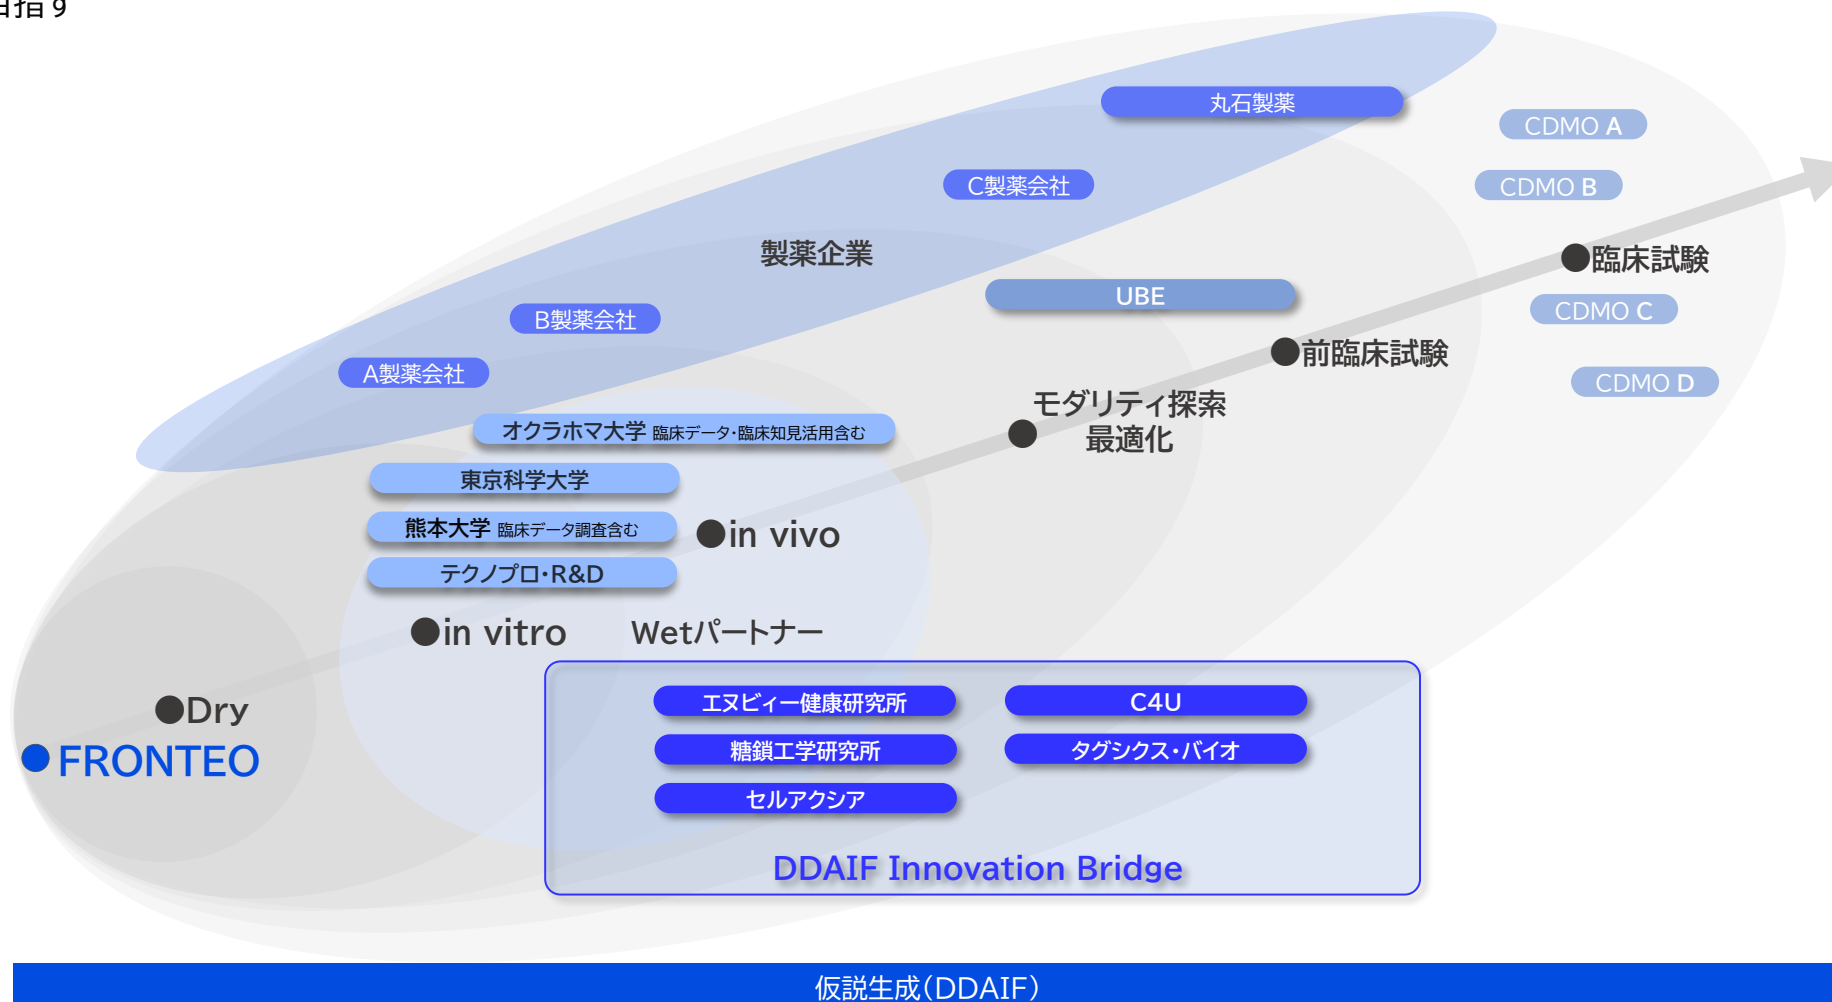 目指す
丸石製薬
CDMO A
C製薬会社
CDMO B
製薬企業
臨床試験
UBE
CDMO C
B製薬会社
前臨床試験
A製薬会社
CDMO D
モダリティ探索
最適化
オクラホマ大学 臨床データ・臨床知見活用含む
東京科学大学
熊本大学 臨床データ調査含む
in vivo
テクノプロ・R&D
in vitro
Wetパートナー
Dry
FRONTEO
エヌビィー健康研究所
C4U
糖鎖工学研究所
タグシクス・バイオ
セルアクシア
DDAIF Innovation Bridge
仮説生成(DDAIF)